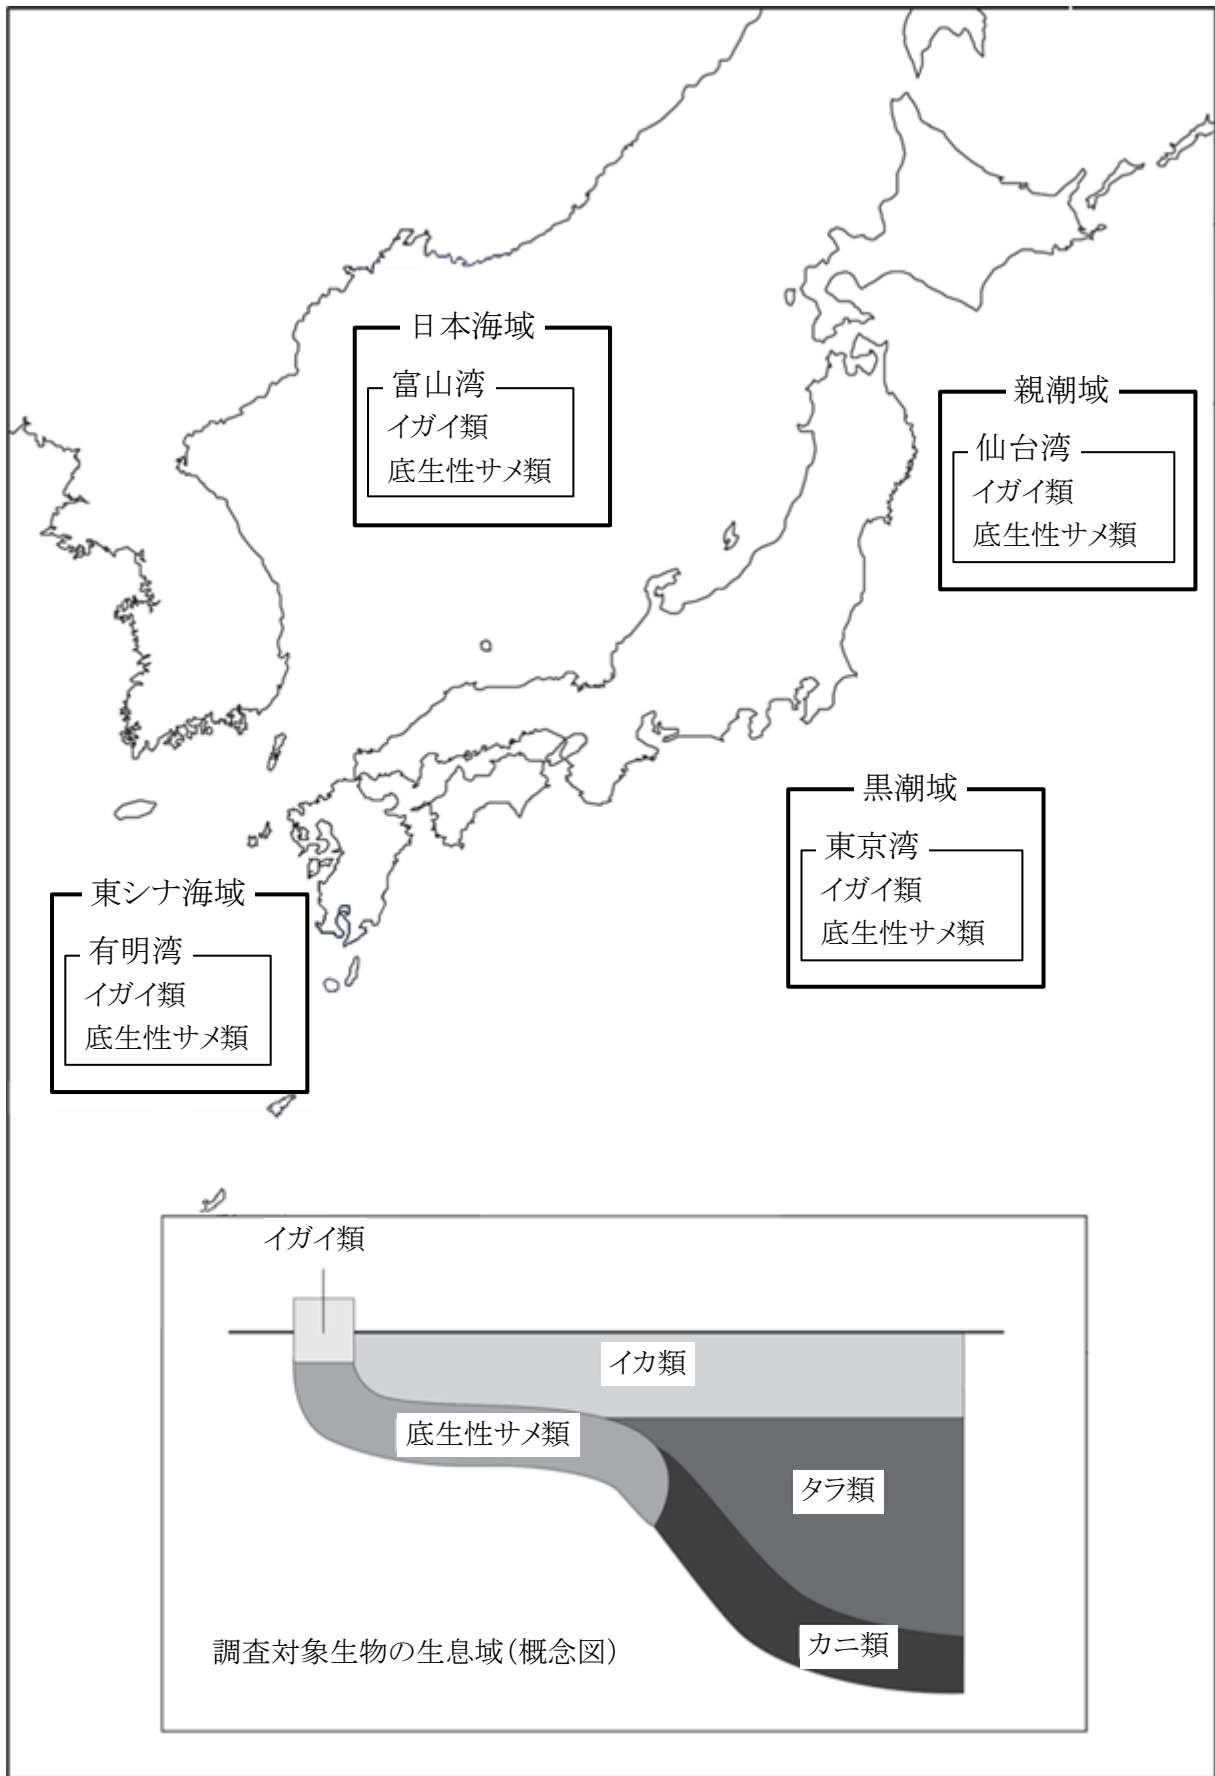 日本海域
富山湾
イガイ類
底生性サメ類
親潮域
仙台湾
イガイ類
底生性サメ類
黒潮域
東京湾
イガイ類
底生性サメ類
東シナ海域
有明湾
イガイ類
底生性サメ類
イガイ類
イカ類
底生性サメ類
タラ類
カニ類
調査対象生物の生息域(概念図)